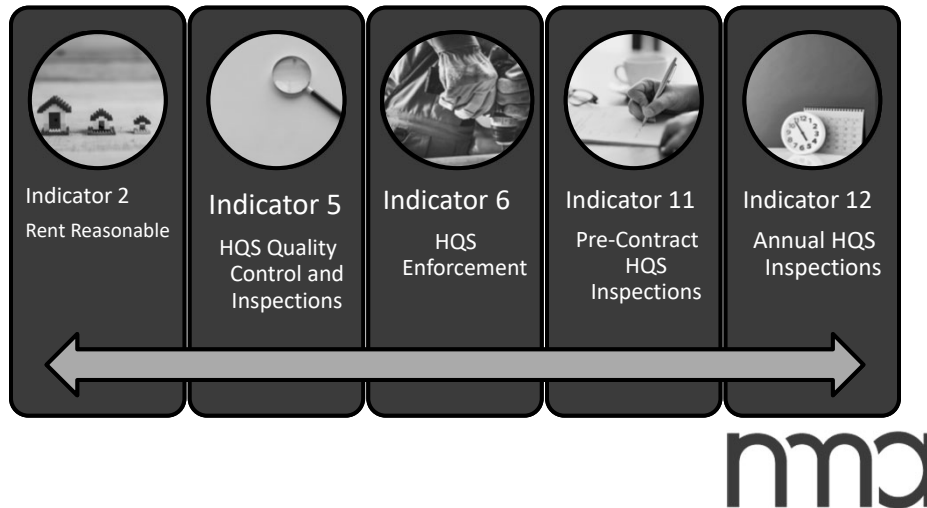 Indicator 2
Rent Reasonable
Indicator 5
HQS Quality
Control and
Inspections
Indicator 6
HQS
Enforcement
Indicator 11
Pre-Contract
HQS
Inspections
Indicator 12
Annual HQS
Inspections
nma